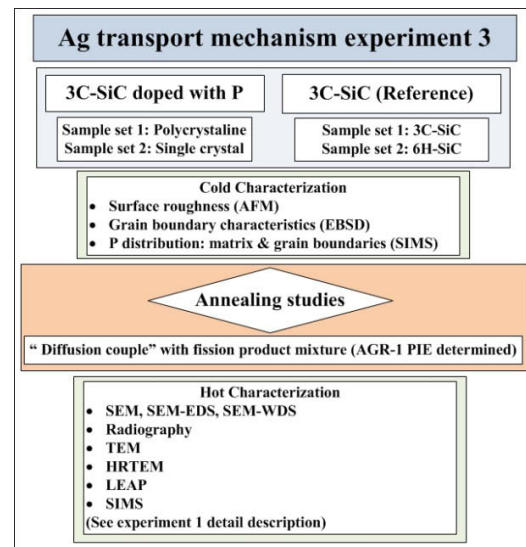 Ag transport mechanism experiment 3
3C-SiC doped with P
3C-SiC (Reference)
Sample set 1: Polycrystaline
Sample set 2: Single crystal
Sample set 1: 3C-SiC
Sample set 2: 6H-SiC
Cold Characterization
• Surface roughness (AFM)
• Grain boundary characteristics (EBSD)
• P distribution: matrix & grain boundaries (SIMS)
Annealing studies
“ Diffusion couple” with fission product mixture (AGR-1 PIE determined)
Hot Characterization
• SEM, SEM-EDS, SEM-WDS
• Radiography
• TEM
• HRTEM
• LEAP
• SIMS
(See experiment 1 detail description)